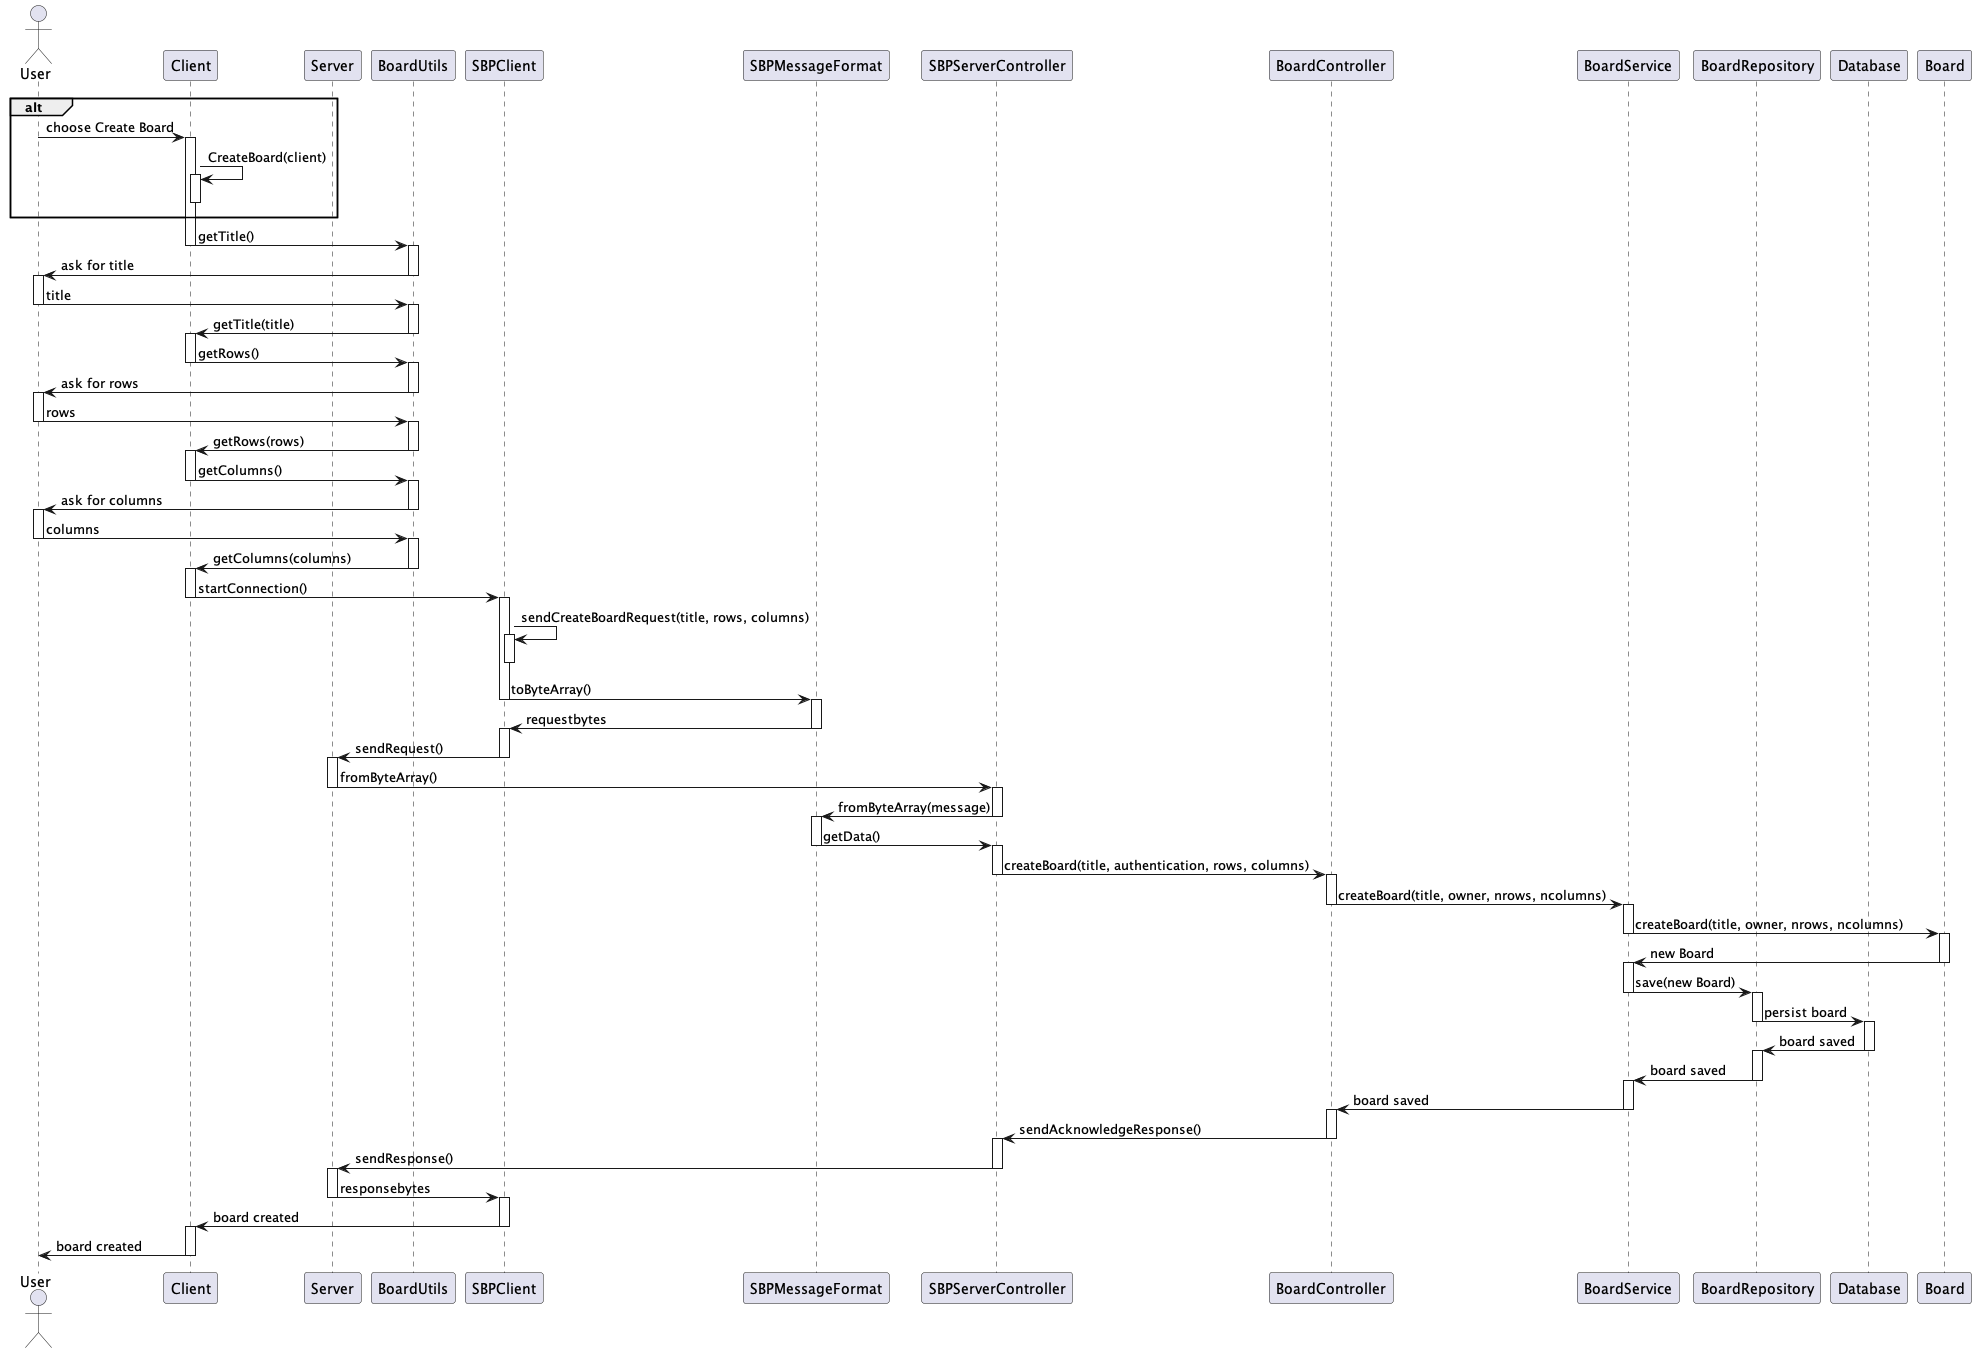 User
Client
Server
BoardUtils
SBPClient
SBPMessageFormat
SBPServerController
BoardController
BoardService
BoardRepository
Database
Board
alt
choose Create Board
CreateBoard(client)
getTitle()
ask for title
title
getTitle(title)
getRows()
ask for rows
rows
getRows(rows)
getColumns()
ask for columns
columns
getColumns(columns)
startConnection()
sendCreateBoardRequest(title, rows, columns)
toByteArray()
requestbytes
sendRequest()
fromByteArray()
fromByteArray(message)
getData()
createBoard(title, authentication, rows, columns)
createBoard(title, owner, nrows, ncolumns)
createBoard(title, owner, nrows, ncolumns)
new Board
save(new Board)
persist board
board saved
board saved
board saved
sendAcknowledgeResponse()
sendResponse()
responsebytes
board created
board created
User
Client
Server
BoardUtils
SBPClient
SBPMessageFormat
SBPServerController
BoardController
BoardService
BoardRepository
Database
Board